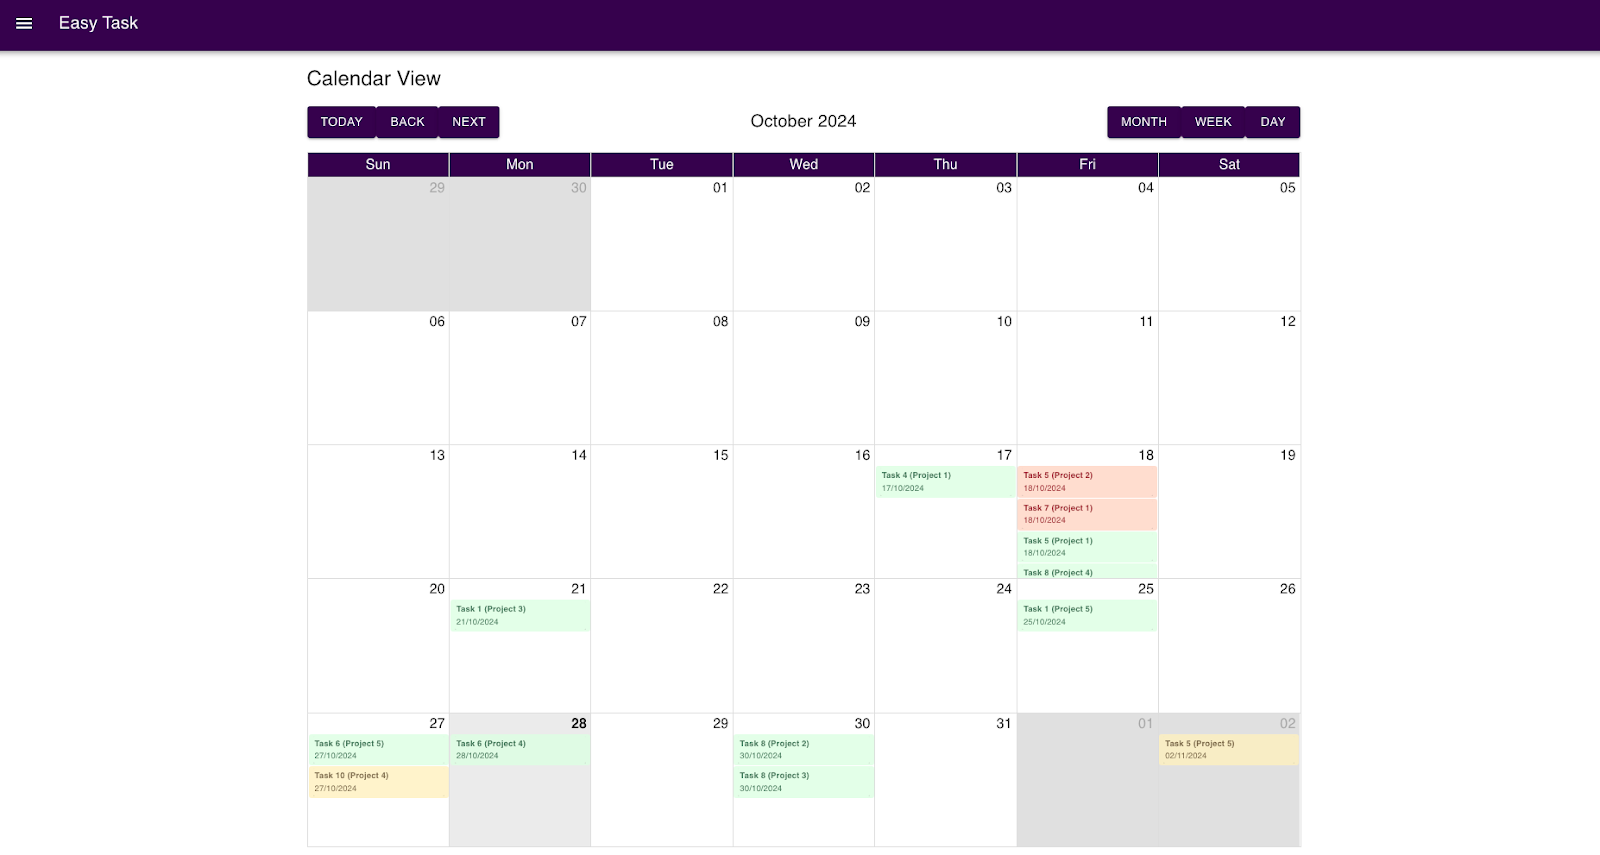 Easy Task
Calendar View
TODAY BACK NEXT
October 2024
MONTH WEEK DAY
Sun Mon Tue Wed Thu Fri Sat
29 30 01 02 03 04 05
06 07 08 09 10 11 12
13 14 15 16 17 18 19
Task 4 (Project 1)
17/10/2024
Task 5 (Project 2)
18/10/2024
Task 7 (Project 1)
18/10/2024
Task 5 (Project 1)
18/10/2024
Task 8 (Project 4)
20 21 22 23 24 25 26
Task 1 (Project 3)
21/10/2024
Task 1 (Project 5)
25/10/2024
27 28 29 30 31 01 02
Task 6 (Project 5)
27/10/2024
Task 10 (Project 4)
27/10/2024
Task 6 (Project 4)
28/10/2024
Task 8 (Project 2)
30/10/2024
Task 8 (Project 3)
30/10/2024
Task 5 (Project 5)
02/11/2024